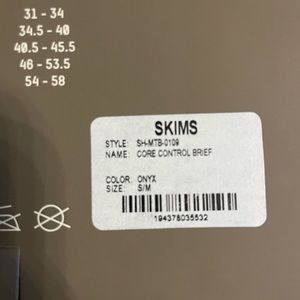 31 - 34
34.5 - 40
40.5 - 45.5
46 - 53.5
54 - 58
SKIMS
STYLE: SH-MTB-0109
NAME: CORE CONTROL BRIEF
COLOR: ONYX
SIZE: S/M
194376035532